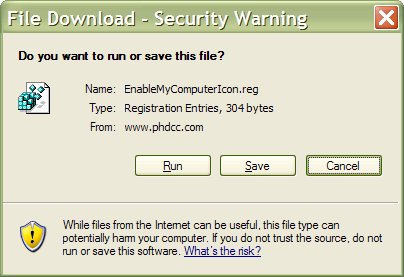 File Download - Security Warning
Do you want to run or save this file?
Name: EnableMyComputerIcon.reg
Type: Registration Entries, 304 bytes
From: www.phdcc.com
Run Save Cancel
While files from the Internet can be useful, this file type can
potentially harm your computer. If you do not trust the source, do not
run or save this software. What's the risk?